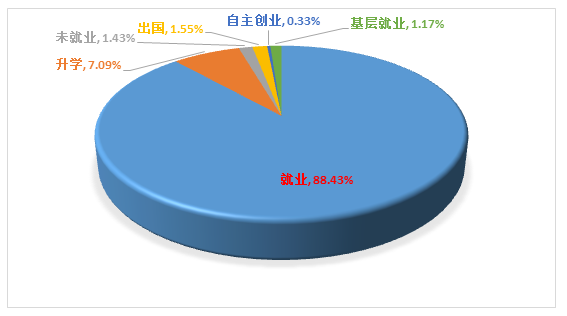 自主创业, 0.33%
基层就业, 1.17%
出国, 1.55%
未就业, 1.43%
升学, 7.09%
就业, 88.43%